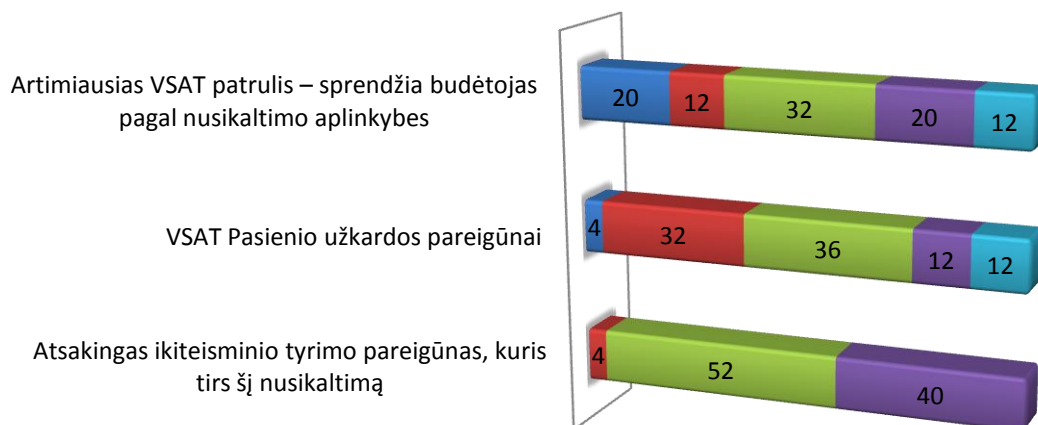 Artimiausias VSAT patrulis – sprendžia budėtojas
pagal nusikaltimo aplinkybes
20 12 32 20 12
VSAT Pasienio užkardos pareigūnai
4 32 36 12 12
Atsakingas ikiteisminio tyrimo pareigūnas, kuris
tirs šį nusikaltimą
4 52 40